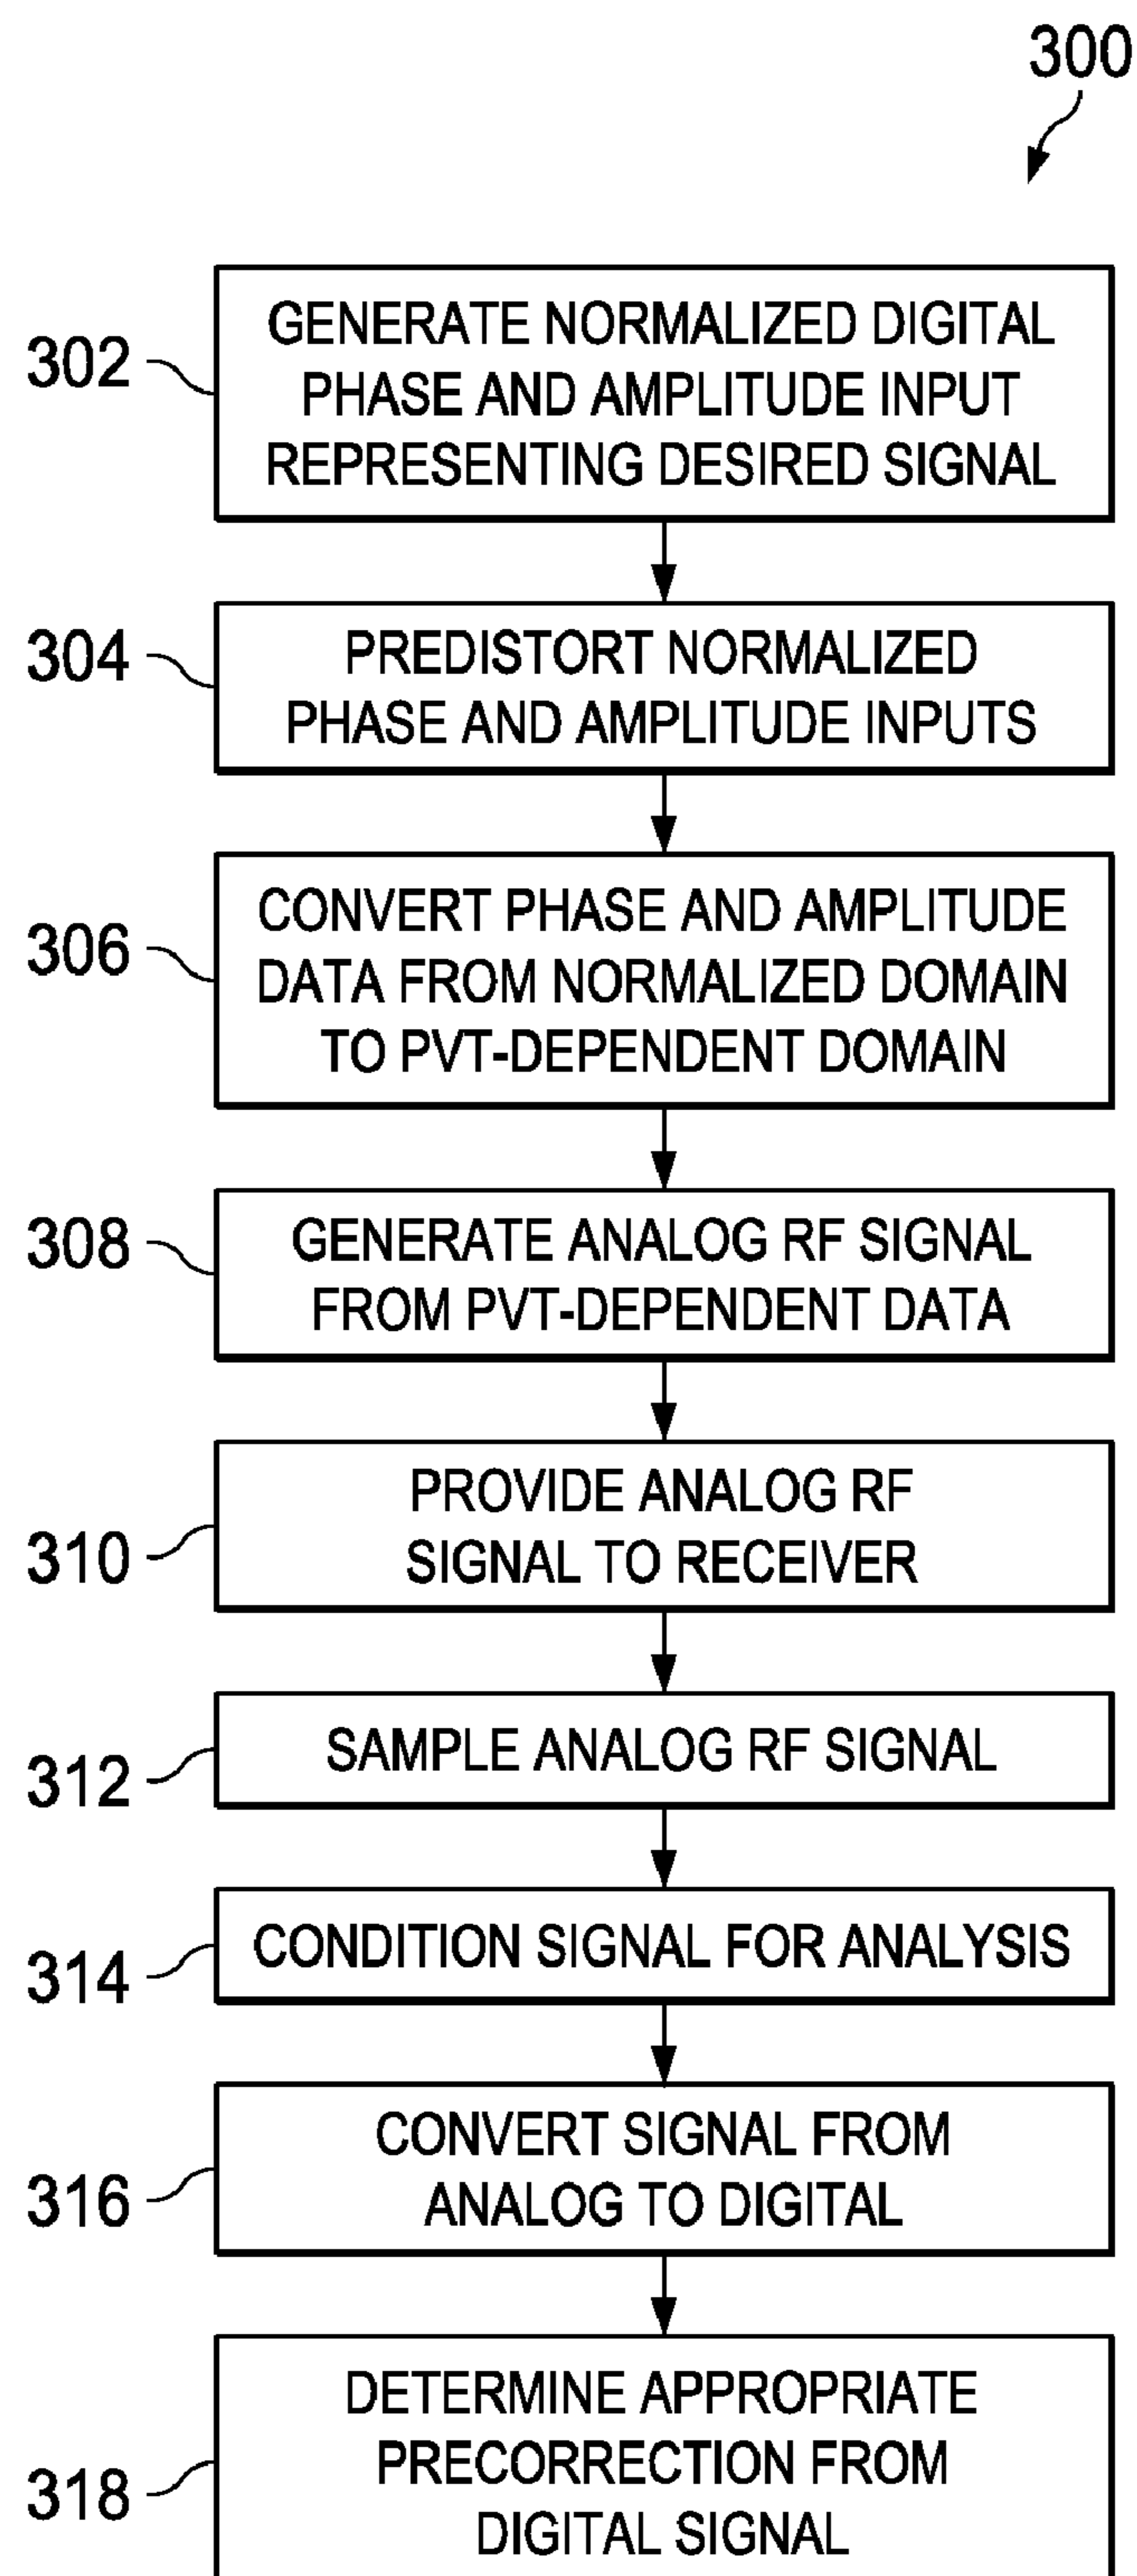 300
302
GENERATE NORMALIZED DIGITAL
PHASE AND AMPLITUDE INPUT
REPRESENTING DESIRED SIGNAL
304
PREDISTORT NORMALIZED
PHASE AND AMPLITUDE INPUTS
306
CONVERT PHASE AND AMPLITUDE
DATA FROM NORMALIZED DOMAIN
TO PVT-DEPENDENT DOMAIN
308
GENERATE ANALOG RF SIGNAL
FROM PVT-DEPENDENT DATA
310
PROVIDE ANALOG RF
SIGNAL TO RECEIVER
312
SAMPLE ANALOG RF SIGNAL
314
CONDITION SIGNAL FOR ANALYSIS
316
CONVERT SIGNAL FROM
ANALOG TO DIGITAL
318
DETERMINE APPROPRIATE
PRECORRECTION FROM
DIGITAL SIGNAL